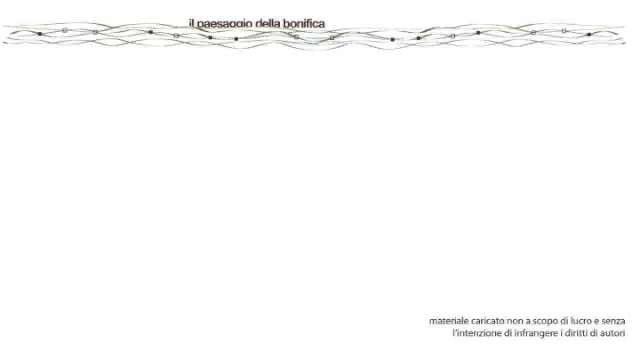 il paesaggio della bonifica
materiale caricato non a scopo di lucro e senza
l'intenzione di infrangere i diritti di autori